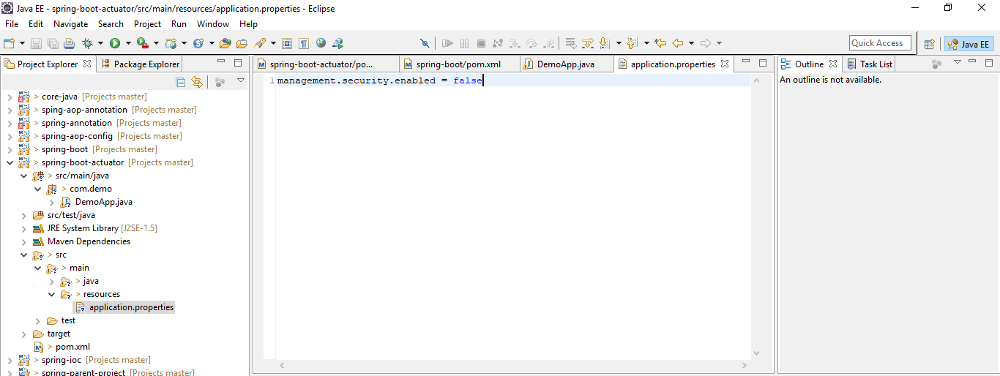 Java EE - spring-boot-actuator/src/main/resources/application.properties - Eclipse
File Edit Navigate Search Project Run Window Help
Quick Access
Java EE
Project Explorer
Package Explorer
spring-boot-actuator/po...
spring-boot/pom.xml
DemoApp.java
application.properties
Outline
Task List
1 management.security.enabled = false
An outline is not available.
> core-java [Projects master]
> sping-aop-annotation [Projects master]
> spring-annotation [Projects master]
> spring-aop-config [Projects master]
> spring-boot [Projects master]
> spring-boot-actuator [Projects master]
> src/main/java
> com.demo
DemoApp.java
src/test/java
JRE System Library [J2SE-1.5]
Maven Dependencies
> src
> main
> java
> resources
application.properties
test
target
> pom.xml
> spring-ioc [Projects master]
> spring-parent-project [Projects master]